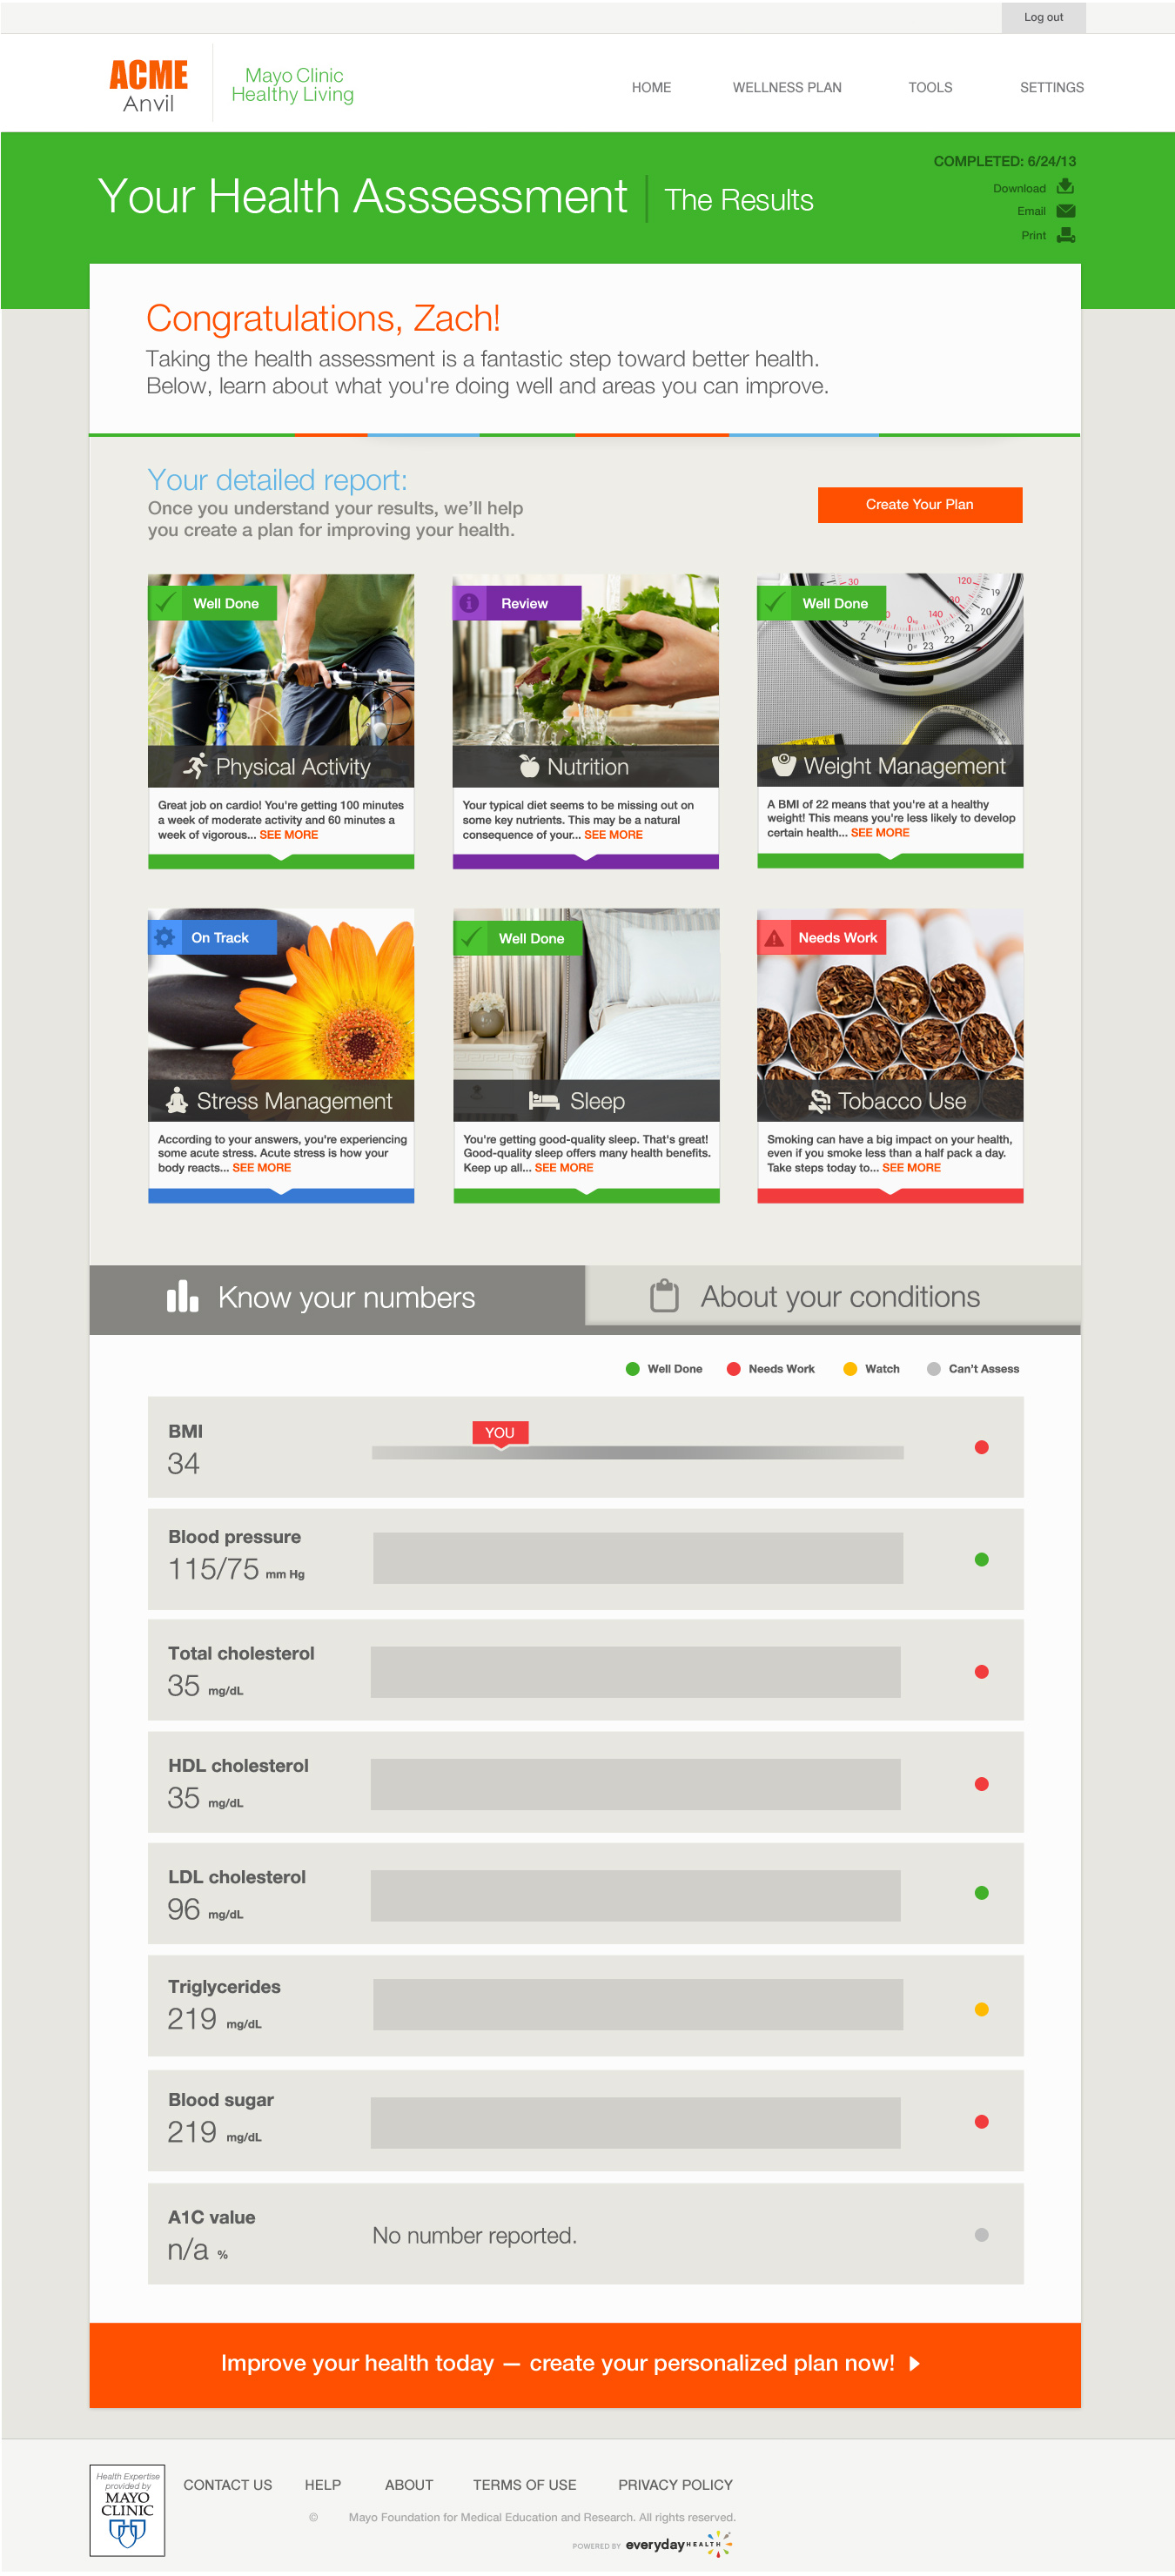 Log out
ACME
Anvil
Mayo Clinic
Healthy Living
HOME
WELLNESS PLAN
TOOLS
SETTINGS
Your Health Asssessment
The Results
COMPLETED: 6/24/13
Download
Email
Print
Congratulations, Zach!
Taking the health assessment is a fantastic step toward better health.
Below, learn about what you're doing well and areas you can improve.
Your detailed report:
Once you understand your results, we'll help
you create a plan for improving your health.
Create Your Plan
Well Done
Physical Activity
Great job on cardio! You're getting 100 minutes
a week of moderate activity and 60 minutes a
week of vigorous... SEE MORE
Review
Nutrition
Your typical diet seems to be missing out on
some key nutrients. This may be a natural
consequence of your... SEE MORE
Well Done
30
120
19
20
21
22
23
140
3
2
1
Weight Management
A BMI of 22 means that you're at a healthy
weight! This means you're less likely to develop
certain health... SEE MORE
On Track
Stress Management
According to your answers, you're experiencing
some acute stress. Acute stress is how your
body reacts... SEE MORE
Well Done
Sleep
You're getting good-quality sleep. That's great!
Good-quality sleep offers many health benefits.
Keep up all... SEE MORE
Needs Work
Tobacco Use
Smoking can have a big impact on your health,
even if you smoke less than a half pack a day.
Take steps today to... SEE MORE
Know your numbers
About your conditions
Well Done
Needs Work
Watch
Can't Assess
BMI
34
YOU
Blood pressure
115/75 mm Hg
Total cholesterol
35 mg/dL
HDL cholesterol
35 mg/dL
LDL cholesterol
96 mg/dL
Triglycerides
219 mg/dL
Blood sugar
219 mg/dL
A1C value
n/a %
No number reported.
Improve your health today — create your personalized plan now!
Health Expertise
provided by
MAYO
CLINIC
CONTACT US
HELP
ABOUT
TERMS OF USE
PRIVACY POLICY
© Mayo Foundation for Medical Education and Research. All rights reserved.
POWERED BY everyday HEALTH